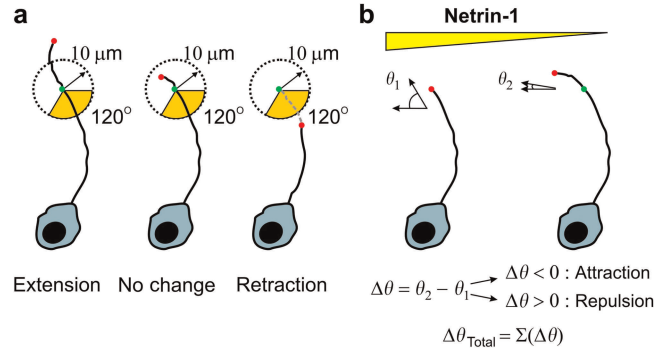 a
10 μm
10 μm
10 μm
120°
120°
120°
Extension
No change
Retraction
b
Netrin-1
θ1
θ2
Δθ = θ2 − θ1
Δθ < 0 : Attraction
Δθ > 0 : Repulsion
ΔθTotal = Σ(Δθ)